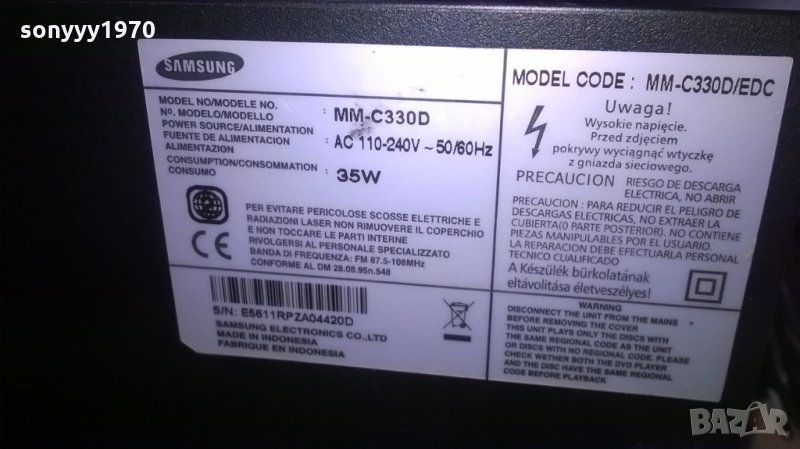 sonyyy1970
SAMSUNG
MODEL NO/MODELE NO.
Nº. MODELO/MODELLO : MM-C330D
POWER SOURCE/ALIMENTATION
FUENTE DE ALIMENTACION : AC 110-240V ~ 50/60Hz
ALIMENTAZION
CONSUMPTION/CONSOMMATION : 35W
CONSUMO
PER EVITARE PERICOLOSE SCOSSE ELETTRICHE E
RADIAZIONI LASER NON RIMUOVERE IL COPERCHIO
E NON TOCCARE LE PARTI INTERNE
RIVOLGERSI AL PERSONALE SPECIALIZZATO
BANDA DI FREQUENZA: FM 87.5-108MHz
CONFORME AL DM 28.08.95n.548
CE
S/N: E5611RPZA04420D
SAMSUNG ELECTRONICS CO.,LTD
MADE IN INDONESIA
FABRIQUE EN INDONESIA
MODEL CODE : MM-C330D/EDC
Uwaga!
Wysokie napięcie.
Przed zdjęciem
pokrywy wyciągnąć wtyczkę
z gniazda sieciowego.
PRECAUCION RIESGO DE DESCARGA
ELECTRICA, NO ABRIR
PRECAUCION : PARA REDUCIR EL PELIGRO DE
DESCARGAS ELECTRICAS, NO EXTRAER LA
CUBIERTA(0 PARTE POSTERIOR). NO CONTIENE
PIEZAS MANIPULABLES POR EL USUARIO.
LA REPARACION DEBE EFECTUARLA PERSONAL
TECNICO CUALIFICADO
A Készülék bürkolatának
eltávolitása életveszélyes!
WARNING
DISCONNECT THE UNIT FROM THE MAINS
BEFORE REMOVING THE COVER
THIS UNIT PLAYS ONLY THE DISCS WITH
THE SAME REGIONAL CODE AS THE UNIT
OR DISCS WITH NO REGIONAL CODE. PLEASE
CHECK WETHER BOTH THE DVD PLAYER
AND THE DISC HAVE THE SAME REGIONAL
CODE BEFORE PLAYBACK
BAZAR